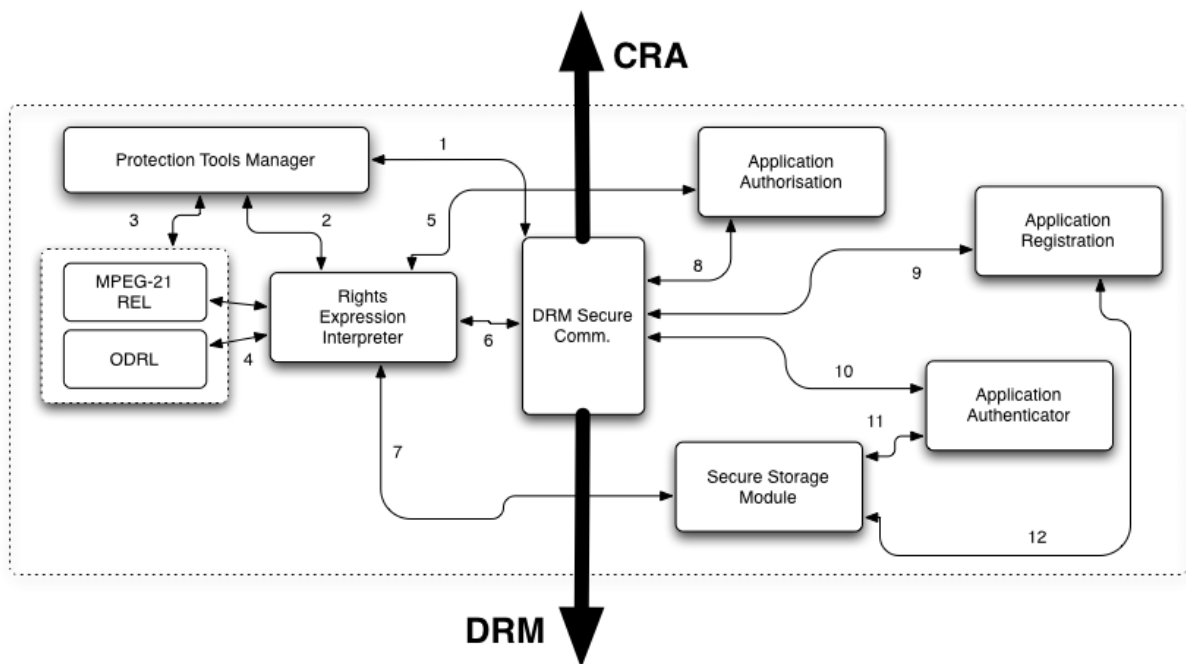 CRA
Protection Tools Manager
1
Application
Authorisation
3
2
5
Application
Registration
MPEG-21
REL
8
9
Rights
Expression
Interpreter
DRM Secure
Comm.
6
ODRL
4
10
Application
Authenticator
11
7
Secure Storage
Module
12
DRM